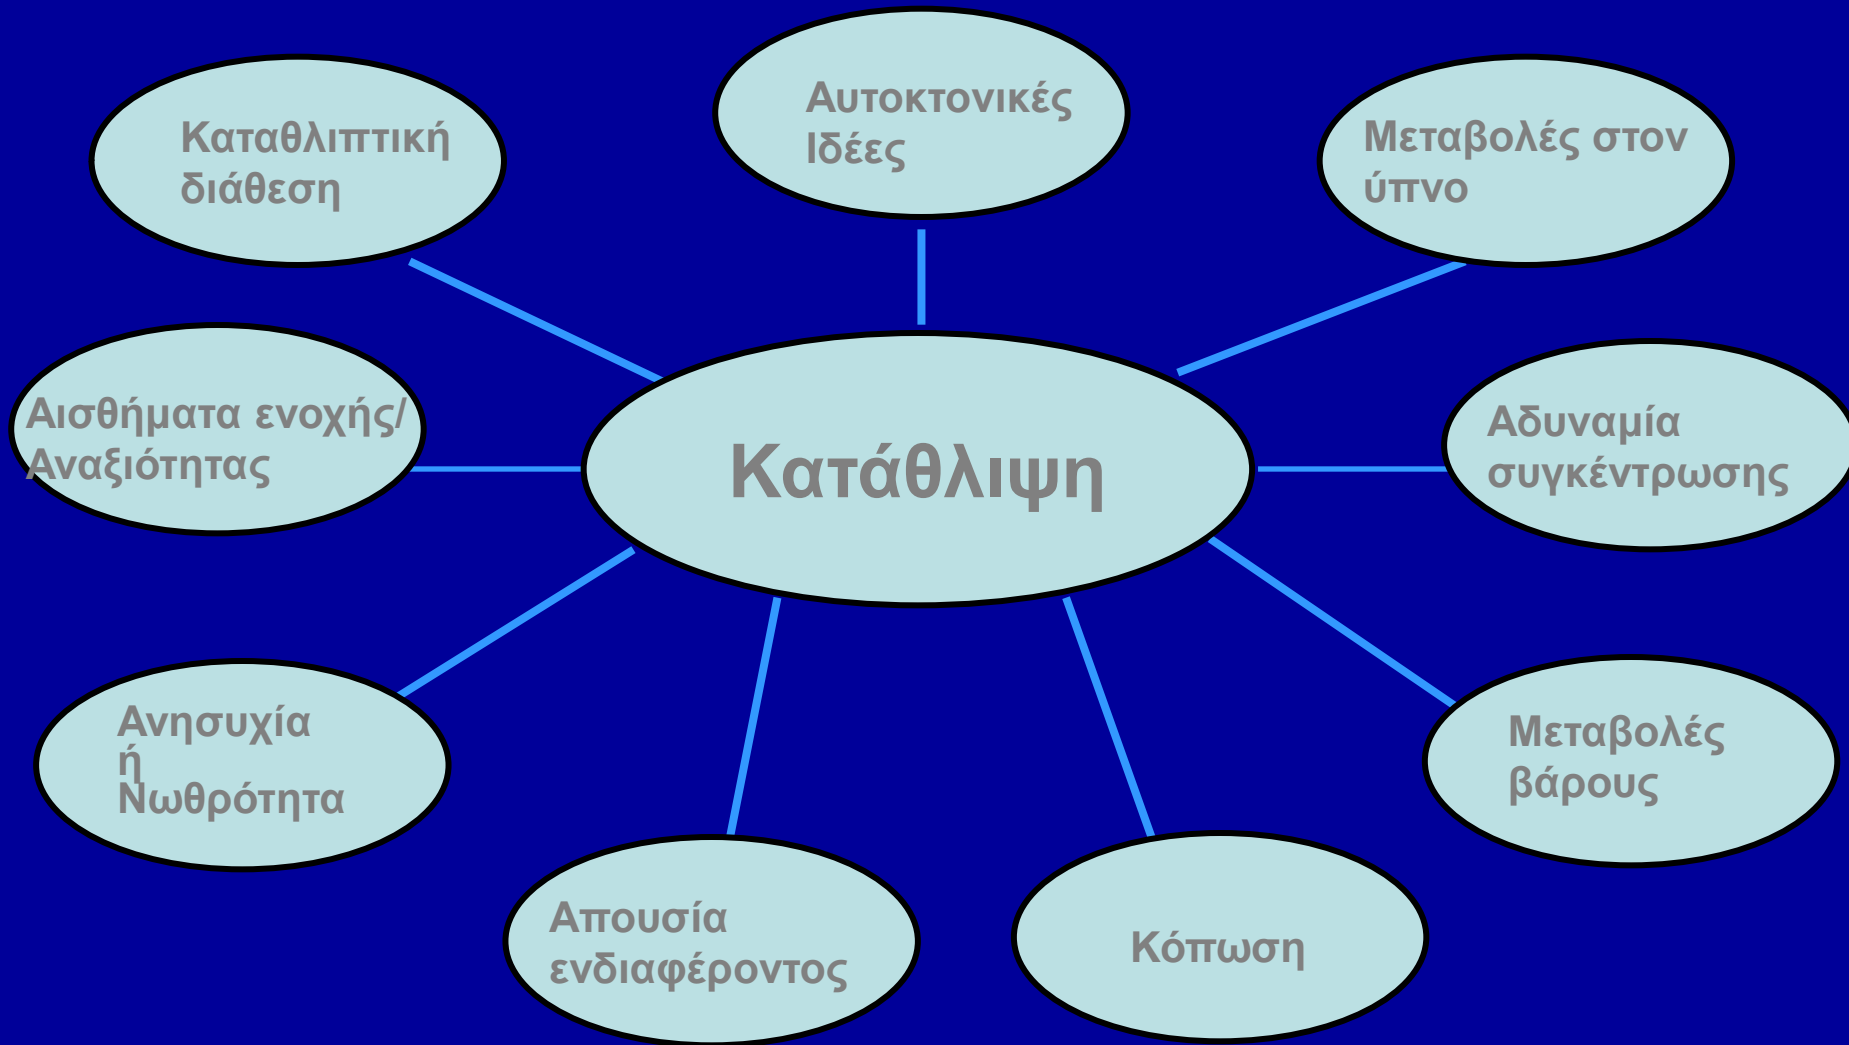 Καταθλιπτική
διάθεση
Αυτοκτονικές
Ιδέες
Μεταβολές στον
ύπνο
Αισθήματα ενοχής/
Αναξιότητας
Κατάθλιψη
Αδυναμία
συγκέντρωσης
Ανησυχία
ή
Νωθρότητα
Μεταβολές
βάρους
Απουσία
ενδιαφέροντος
Κόπωση